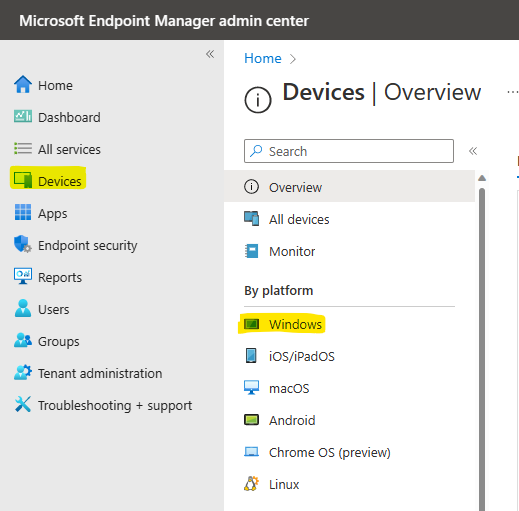 Microsoft Endpoint Manager admin center
«
Home
Dashboard
All services
Devices
Apps
Endpoint security
Reports
Users
Groups
Tenant administration
Troubleshooting + support
Home >
Devices | Overview
...
Search
«
Overview
All devices
Monitor
By platform
Windows
iOS/iPadOS
macOS
Android
Chrome OS (preview)
Linux